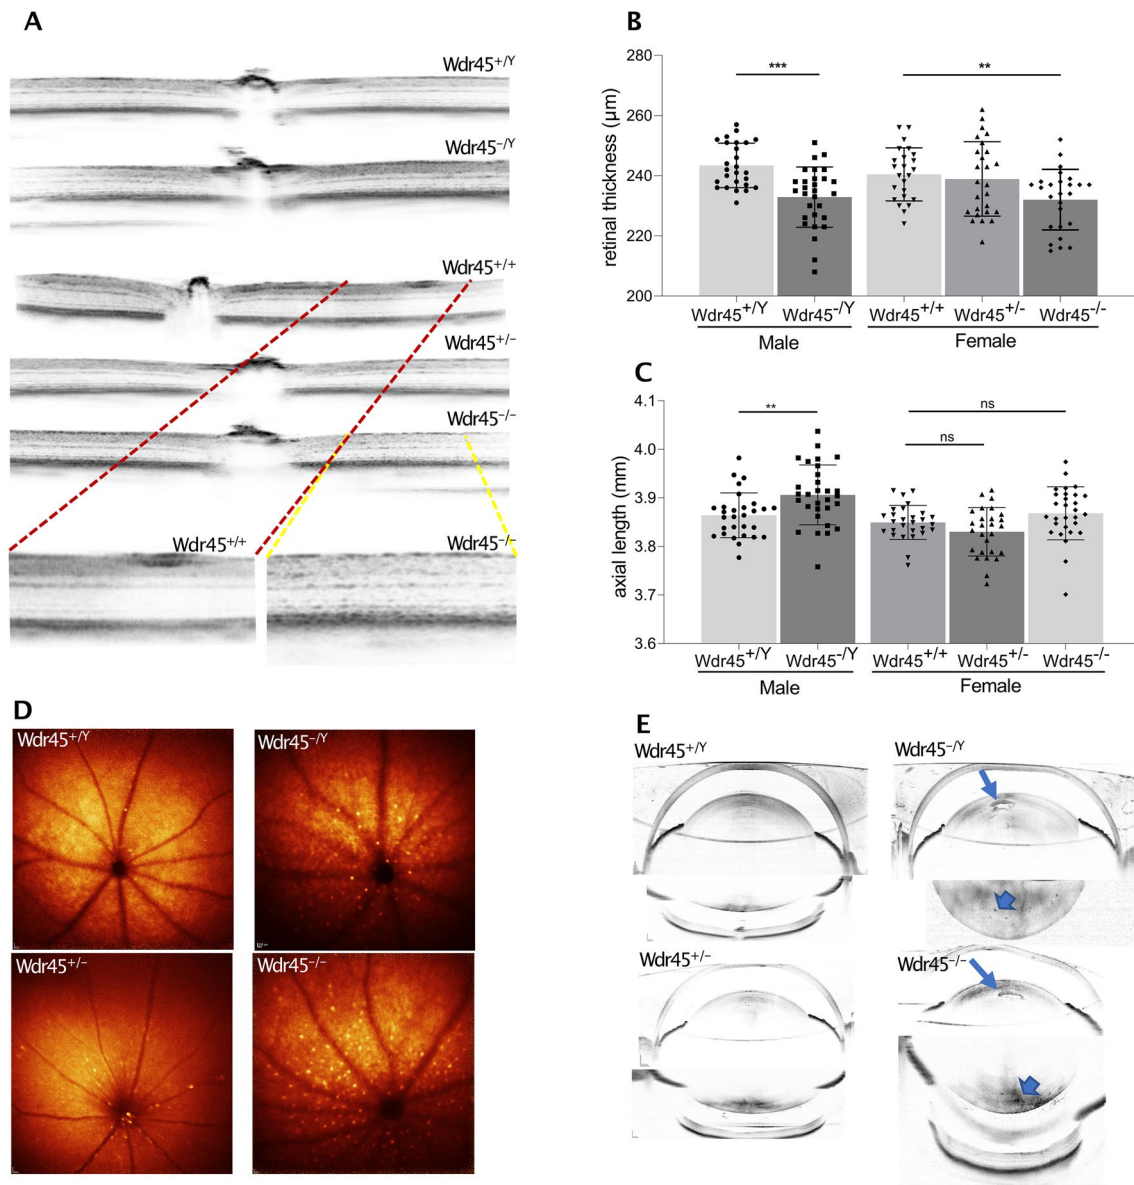 A
Wdr45+/Y
Wdr45−/Y
Wdr45+/+
Wdr45+/−
Wdr45−/−
Wdr45+/+
Wdr45−/−
B
retinal thickness (µm)
280
260
240
220
200
***
**
Wdr45+/Y
Wdr45−/Y
Wdr45+/+
Wdr45+/-
Wdr45−/−
Male
Female
C
axial length (mm)
4.1
4.0
3.9
3.8
3.7
3.6
**
ns
ns
Wdr45+/Y
Wdr45−/Y
Wdr45+/+
Wdr45+/-
Wdr45−/−
Male
Female
D
Wdr45+/Y
Wdr45−/Y
Wdr45+/−
Wdr45−/−
E
Wdr45+/Y
Wdr45−/Y
Wdr45+/−
Wdr45−/−